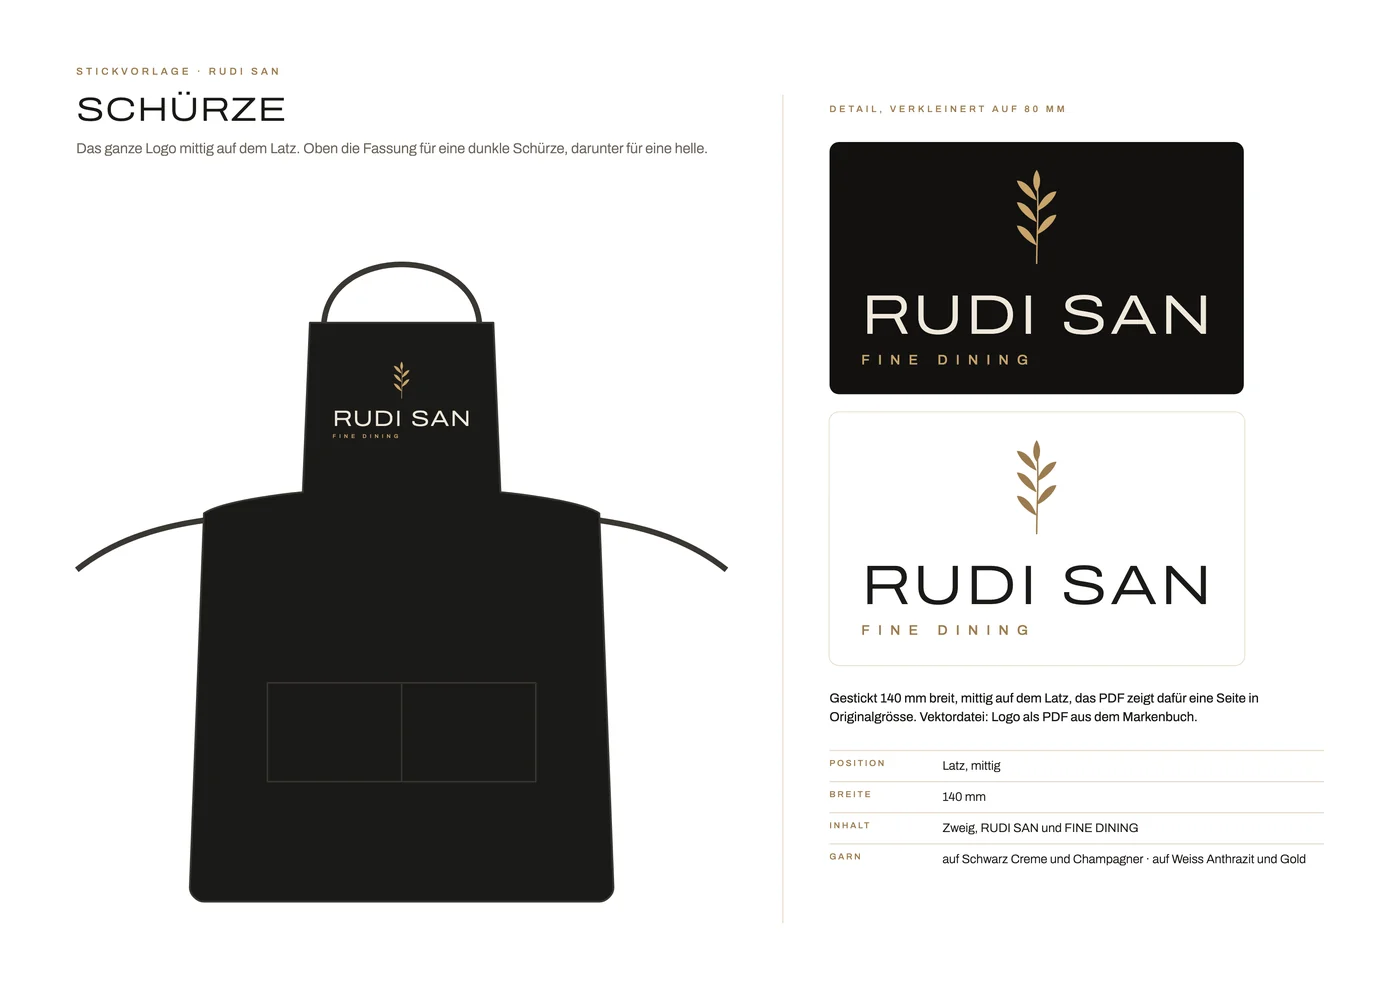 STICKVORLAGE · RUDI SAN
SCHÜRZE
Das ganze Logo mittig auf dem Latz. Oben die Fassung für eine dunkle Schürze, darunter für eine helle.
RUDI SAN
FINE DINING
DETAIL, VERKLEINERT AUF 80 MM
RUDI SAN
FINE DINING
RUDI SAN
FINE DINING
Gestickt 140 mm breit, mittig auf dem Latz, das PDF zeigt dafür eine Seite in
Originalgrösse. Vektordatei: Logo als PDF aus dem Markenbuch.
POSITION Latz, mittig
BREITE 140 mm
INHALT Zweig, RUDI SAN und FINE DINING
GARN auf Schwarz Creme und Champagner · auf Weiss Anthrazit und Gold